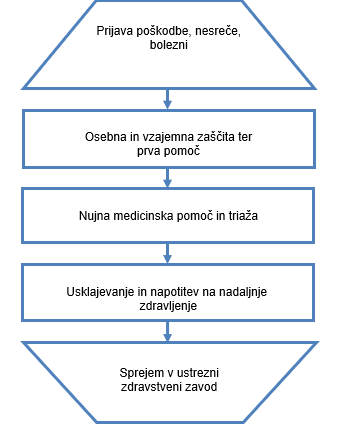 Prijava poškodbe, nesreče,
bolezni
Osebna in vzajemna zaščita ter
prva pomoč
Nujna medicinska pomoč in triaža
Usklajevanje in napotitev na nadaljnje
zdravljenje
Sprejem v ustrezni
zdravstveni zavod